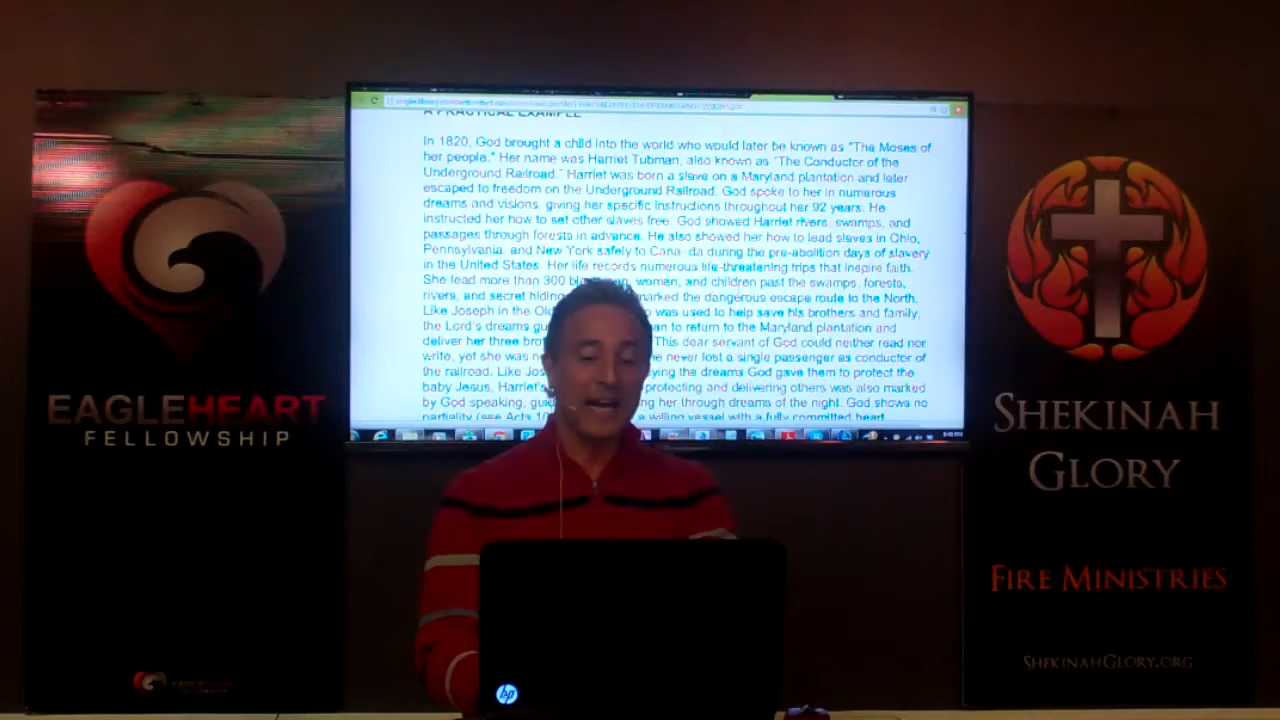 A PRACTICAL EXAMPLE
In 1820, God brought a child into the world who would later be known as "The Moses of
her people." Her name was Harriet Tubman, also known as "The Conductor of the
Underground Railroad." Harriet was born a slave on a Maryland plantation and later
escaped to freedom on the Underground Railroad. God spoke to her in numerous
dreams and visions, giving her specific instructions throughout her 92 years. He
instructed her how to set other slaves free. God showed Harriet rivers, swamps, and
passages through forests in advance. He also showed her how to lead slaves in Ohio,
Pennsylvania, and New York safely to Cana da during the pre-abolition days of slavery
in the United States. Her life records numerous life-threatening trips that inspire faith.
She lead more than 300 women, and children past the swamps, forests,
rivers, and secret hiding marked the dangerous escape route to the North.
Like Joseph in the Old was used to help save his brothers and family,
the Lord's dreams to return to the Maryland plantation and
deliver her three This dear servant of God could neither read nor
write, yet she was never lost a single passenger as conductor of
the railroad. Like the dreams God gave them to protect the
baby Jesus, Harriet's protecting and delivering others was also marked
by God speaking, her through dreams of the night. God shows no
partiality (see Acts a willing vessel with a fully committed heart
EAGLEHEART
FELLOWSHIP
SHEKINAH
GLORY
FIRE MINISTRIES
SHEKINAHGLORY.ORG
hp